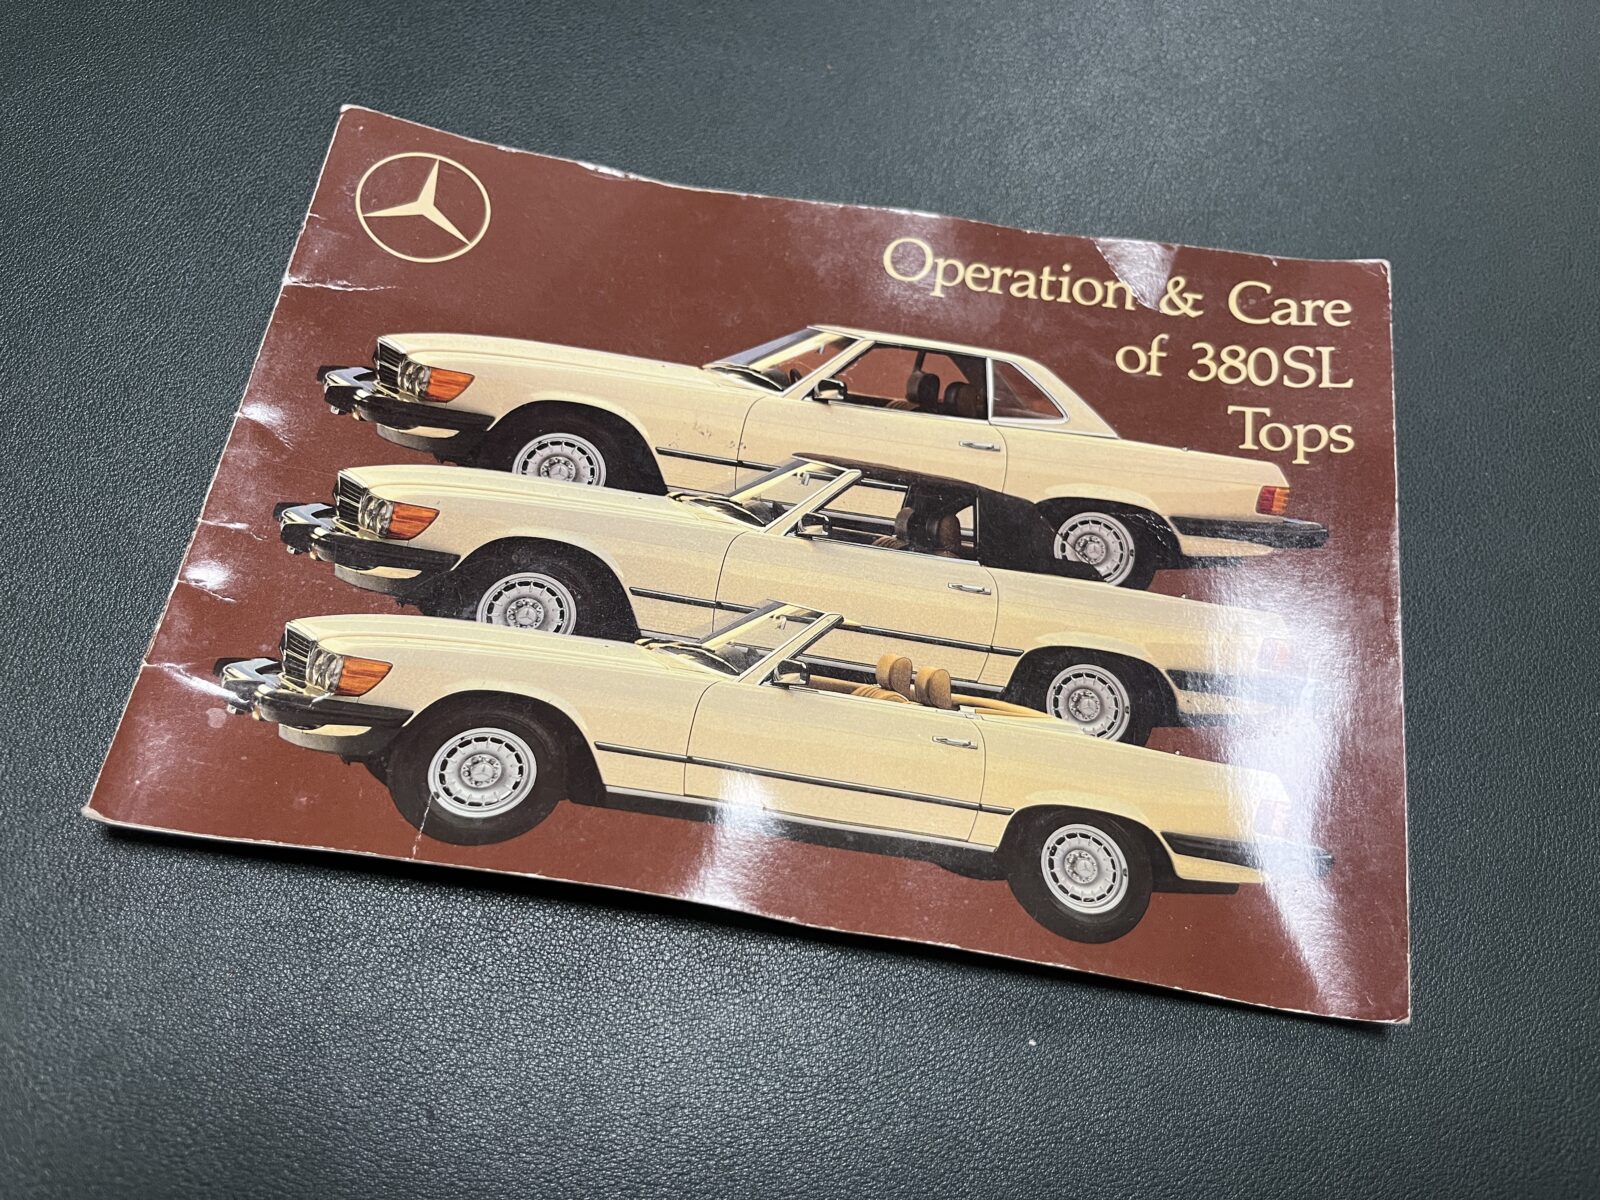 Operation & Care
of 380SL
Tops